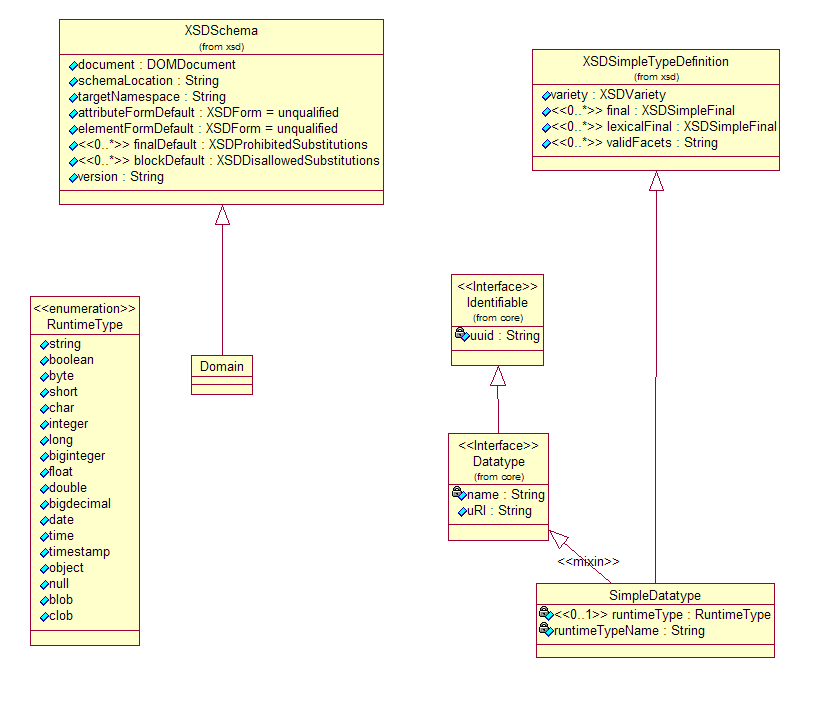 XSDSchema
(from xsd)
document : DOMDocument
schemaLocation : String
targetNamespace : String
attributeFormDefault : XSDForm = unqualified
elementFormDefault : XSDForm = unqualified
<<0..*>> finalDefault : XSDProhibitedSubstitutions
<<0..*>> blockDefault : XSDDisallowedSubstitutions
version : String
XSDSimpleTypeDefinition
(from xsd)
variety : XSDVariety
<<0..*>> final : XSDSimpleFinal
<<0..*>> lexicalFinal : XSDSimpleFinal
<<0..*>> validFacets : String
<<enumeration>>
RuntimeType
string
boolean
byte
short
char
integer
long
biginteger
float
double
bigdecimal
date
time
timestamp
object
null
blob
clob
Domain
<<Interface>>
Identifiable
(from core)
uuid : String
<<Interface>>
Datatype
(from core)
name : String
uRI : String
<<mixin>>
SimpleDatatype
<<0..1>> runtimeType : RuntimeType
runtimeTypeName : String